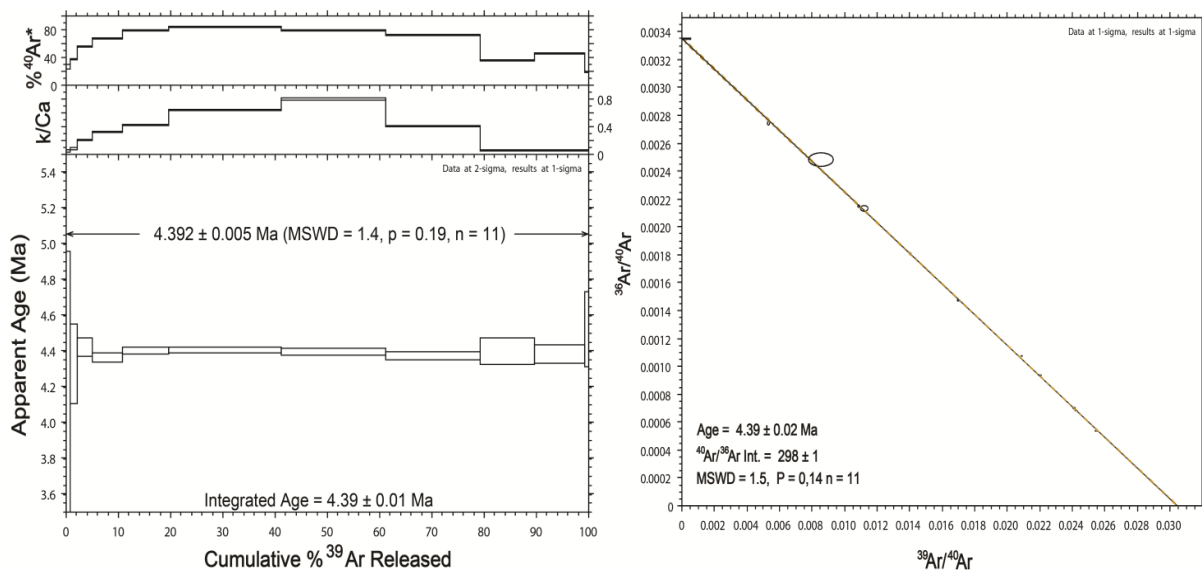 % 40Ar*
80
40
0
k/Ca
0.8
0.4
0
Data at 2-sigma, results at 1-sigma
Apparent Age (Ma)
5.4
5.2
5.0
4.8
4.6
4.4
4.2
4.0
3.8
3.6
4.392 ± 0.005 Ma (MSWD = 1.4, p = 0.19, n = 11)
Integrated Age = 4.39 ± 0.01 Ma
0 10 20 30 40 50 60 70 80 90 100
Cumulative % 39Ar Released
Data at 1-sigma, results at 1-sigma
36Ar/40Ar
0.0034
0.0032
0.0030
0.0028
0.0026
0.0024
0.0022
0.0020
0.0018
0.0016
0.0014
0.0012
0.0010
0.0008
0.0006
0.0004
0.0002
0
Age = 4.39 ± 0.02 Ma
40Ar/36Ar Int. = 298 ± 1
MSWD = 1.5, P = 0,14 n = 11
0 0.002 0.004 0.006 0.008 0.010 0.012 0.014 0.016 0.018 0.020 0.022 0.024 0.026 0.028 0.030
39Ar/40Ar